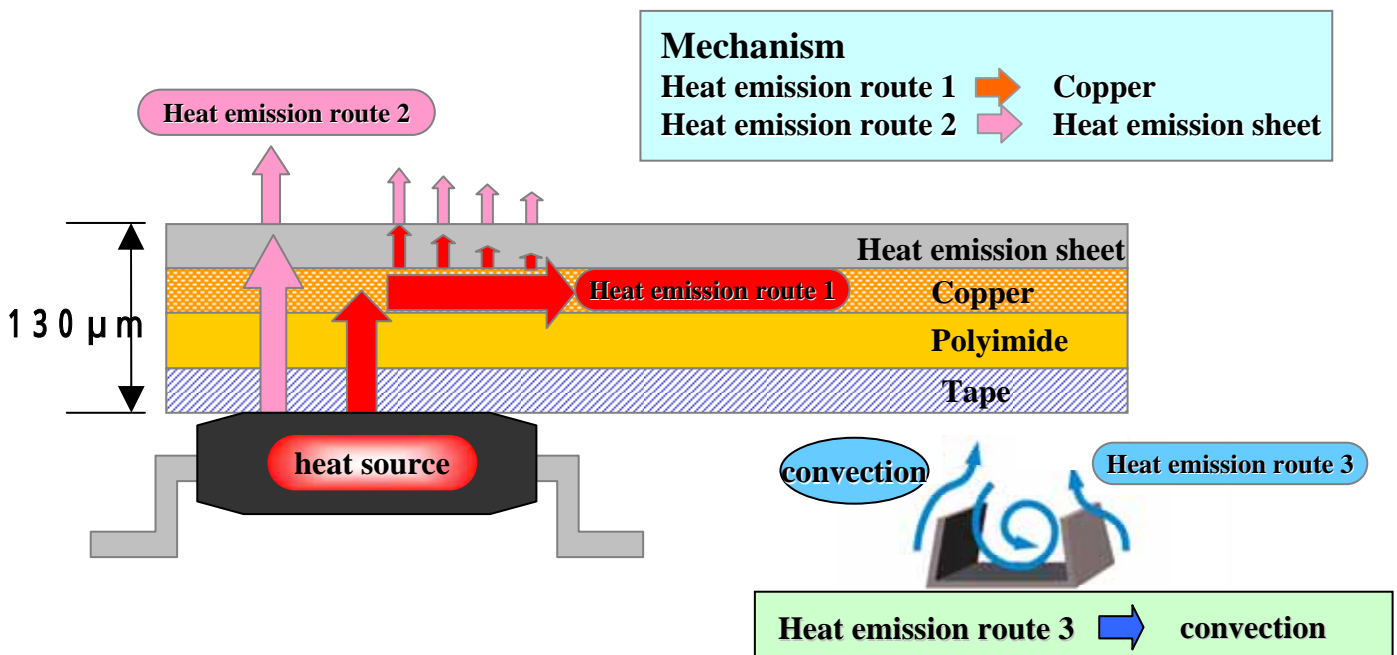 Mechanism
Heat emission route 1 Copper
Heat emission route 2 Heat emission sheet
Heat emission route 2
Heat emission sheet
Heat emission route 1
Copper
130μm
Polyimide
Tape
heat source
convection
Heat emission route 3
Heat emission route 3 convection